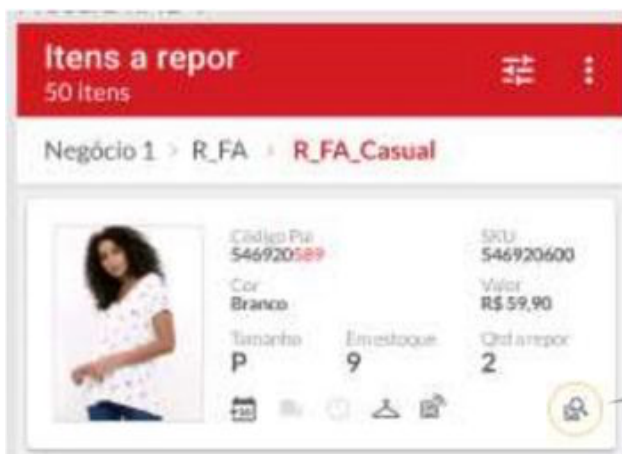 Itens a repor
50 itens
Negócio 1 > R_FA > R_FA_Casual
Código Pai SKU
546920589 546920600
Cor Valor
Branco R$ 59,90
Tamanho Em estoque Qtd a repor
P 9 2